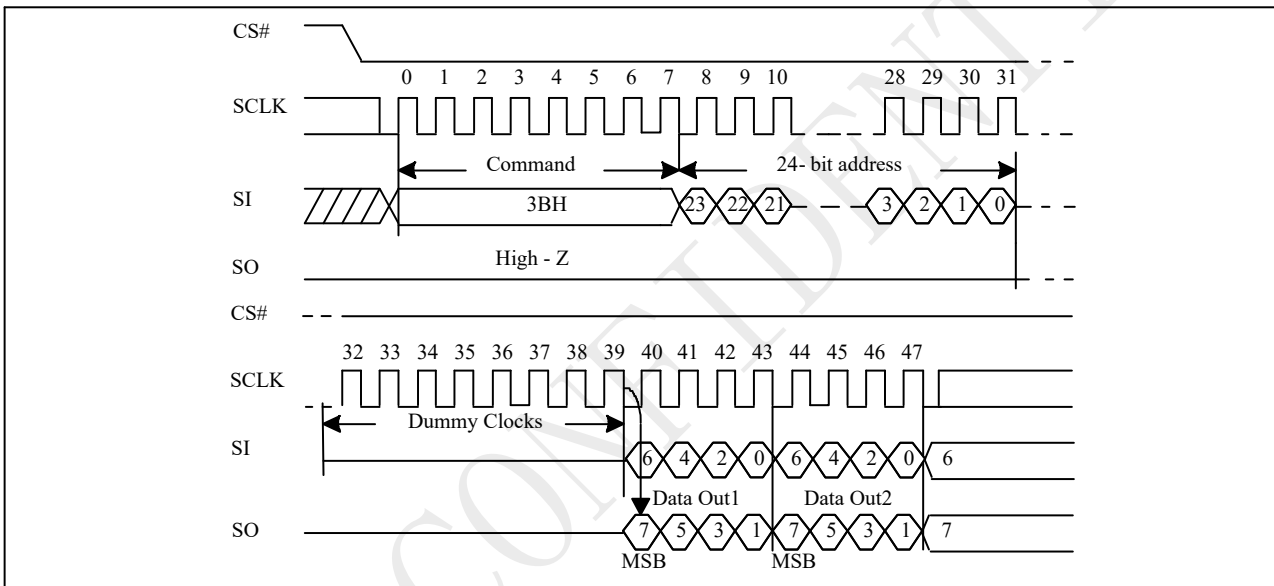 CS#
0 1 2 3 4 5 6 7 8 9 10 28 29 30 31
SCLK
Command 24- bit address
SI 3BH 23 22 21 3 2 1 0
High - Z
SO
CS#
32 33 34 35 36 37 38 39 40 41 42 43 44 45 46 47
SCLK
Dummy Clocks
SI 6 4 2 0 6 4 2 0 6
Data Out1 Data Out2
SO 7 5 3 1 7 5 3 1 7
MSB MSB
CONFIDENT